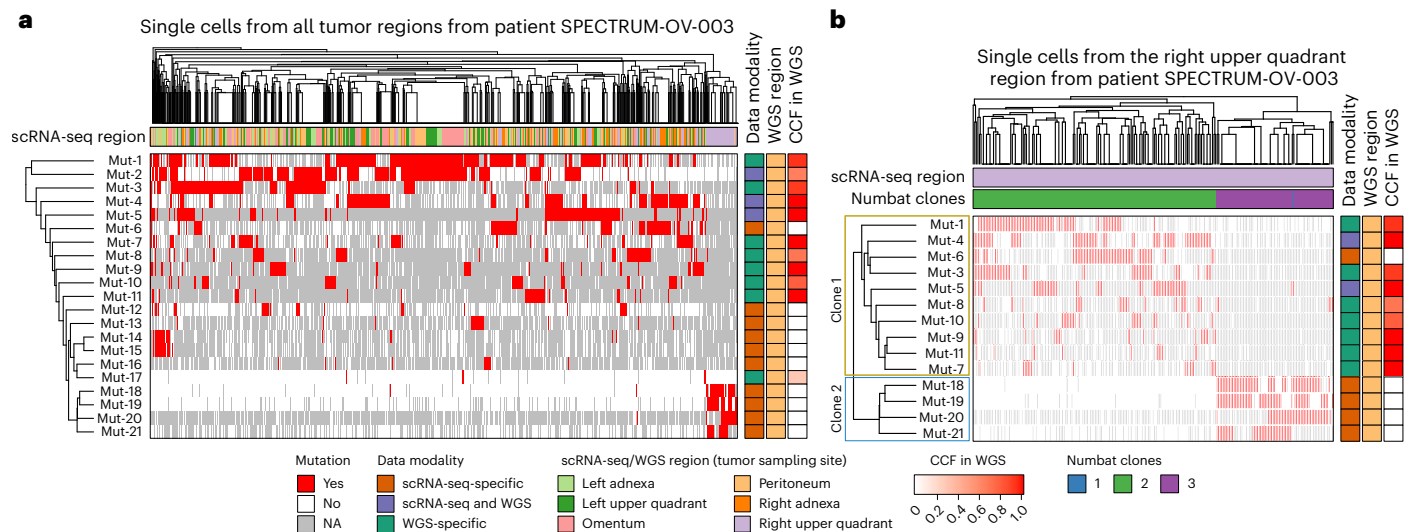 a
Single cells from all tumor regions from patient SPECTRUM-OV-003
Data modality
WGS region
CCF in WGS
scRNA-seq region
Mut-1
Mut-2
Mut-3
Mut-4
Mut-5
Mut-6
Mut-7
Mut-8
Mut-9
Mut-10
Mut-11
Mut-12
Mut-13
Mut-14
Mut-15
Mut-16
Mut-17
Mut-18
Mut-19
Mut-20
Mut-21
b
Single cells from the right upper quadrant
region from patient SPECTRUM-OV-003
Data modality
WGS region
CCF in WGS
scRNA-seq region
Numbat clones
Clone 1
Mut-1
Mut-4
Mut-6
Mut-3
Mut-5
Mut-8
Mut-10
Mut-9
Mut-11
Mut-7
Clone 2
Mut-18
Mut-19
Mut-20
Mut-21
Mutation
Yes
No
NA
Data modality
scRNA-seq-specific
scRNA-seq and WGS
WGS-specific
scRNA-seq/WGS region (tumor sampling site)
Left adnexa
Left upper quadrant
Omentum
Peritoneum
Right adnexa
Right upper quadrant
CCF in WGS
0 0.2 0.4 0.6 0.8 1.0
Numbat clones
1 2 3